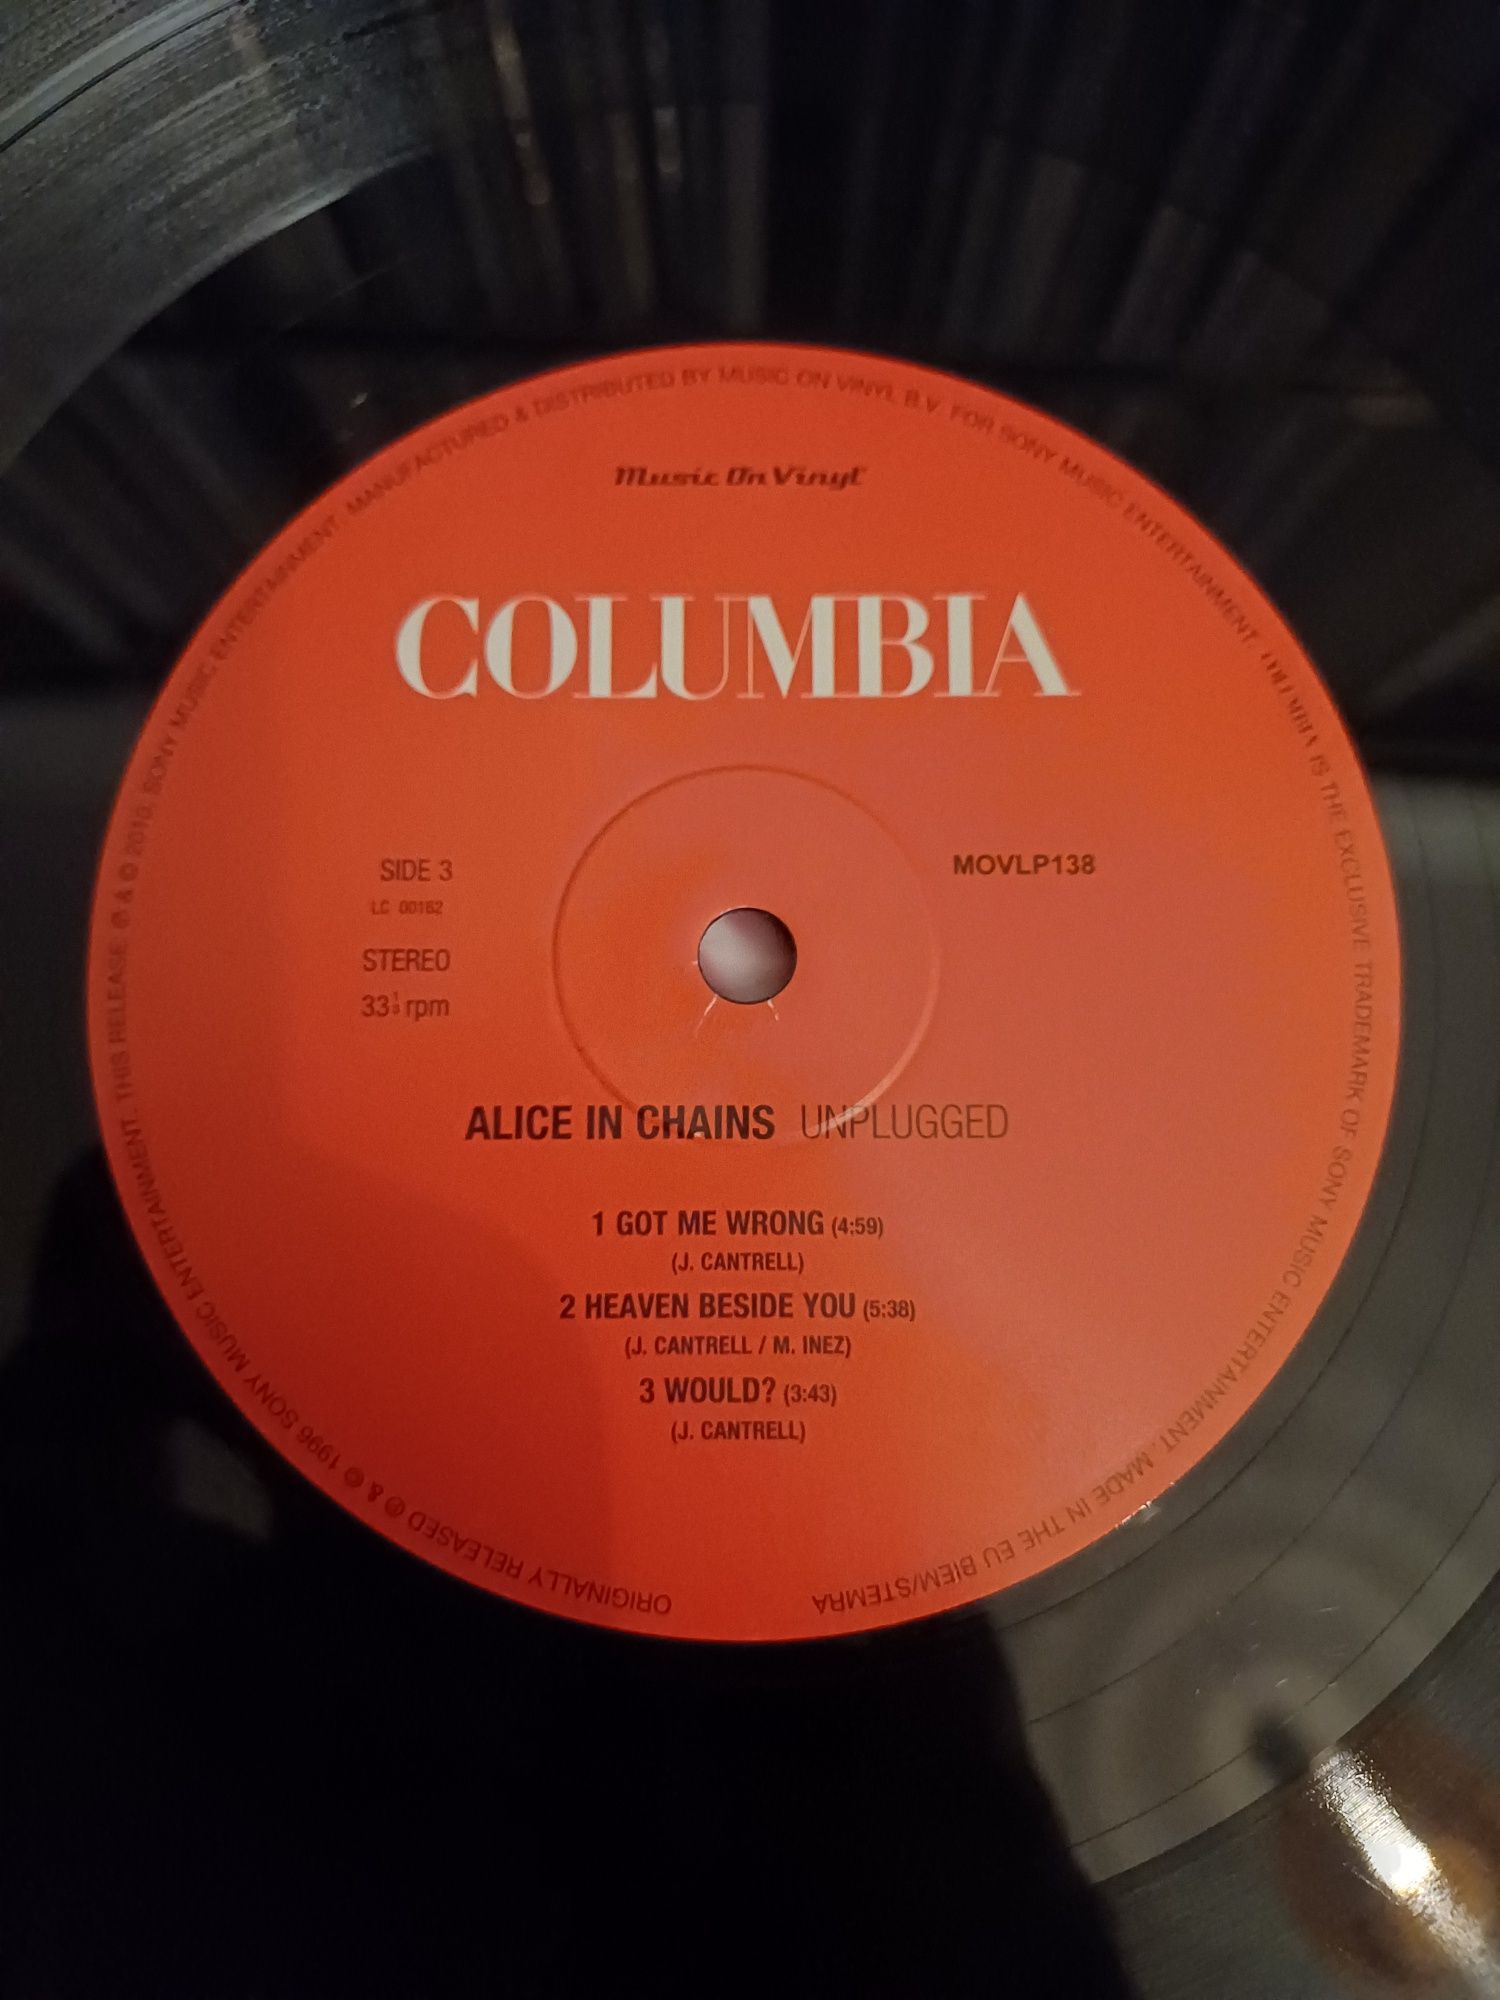 Music On Vinyl
COLUMBIA
SIDE 3
LC 00162
STEREO
33⅓ rpm
MOVLP138
ALICE IN CHAINS UNPLUGGED
1 GOT ME WRONG (4:59)
(J. CANTRELL)
2 HEAVEN BESIDE YOU (5:38)
(J. CANTRELL / M. INEZ)
3 WOULD? (3:43)
(J. CANTRELL)
ORIGINALLY RELEASED ℗ & © 1996 SONY MUSIC ENTERTAINMENT. THIS RELEASE ℗ & © 2010 SONY MUSIC ENTERTAINMENT. MANUFACTURED & DISTRIBUTED BY MUSIC ON VINYL B.V. FOR SONY MUSIC ENTERTAINMENT. COLUMBIA IS THE EXCLUSIVE TRADEMARK OF SONY MUSIC ENTERTAINMENT. MADE IN THE EU BIEM/STEMRA